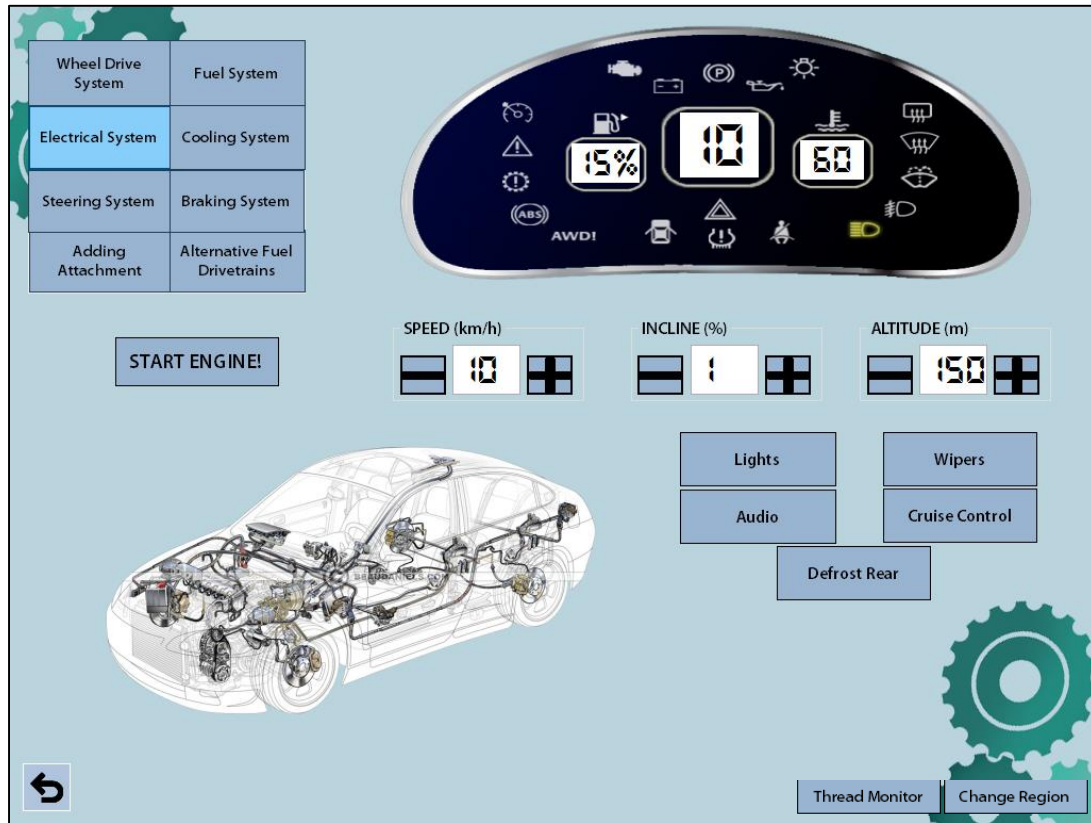 Wheel Drive
System
Fuel System
Electrical System
Cooling System
Steering System
Braking System
Adding
Attachment
Alternative Fuel
Drivetrains
(P)
15%
10
60
(ABS)
AWD!
START ENGINE!
SPEED (km/h)
10
INCLINE (%)
1
ALTITUDE (m)
150
Lights
Wipers
Audio
Cruise Control
Defrost Rear
Thread Monitor
Change Region